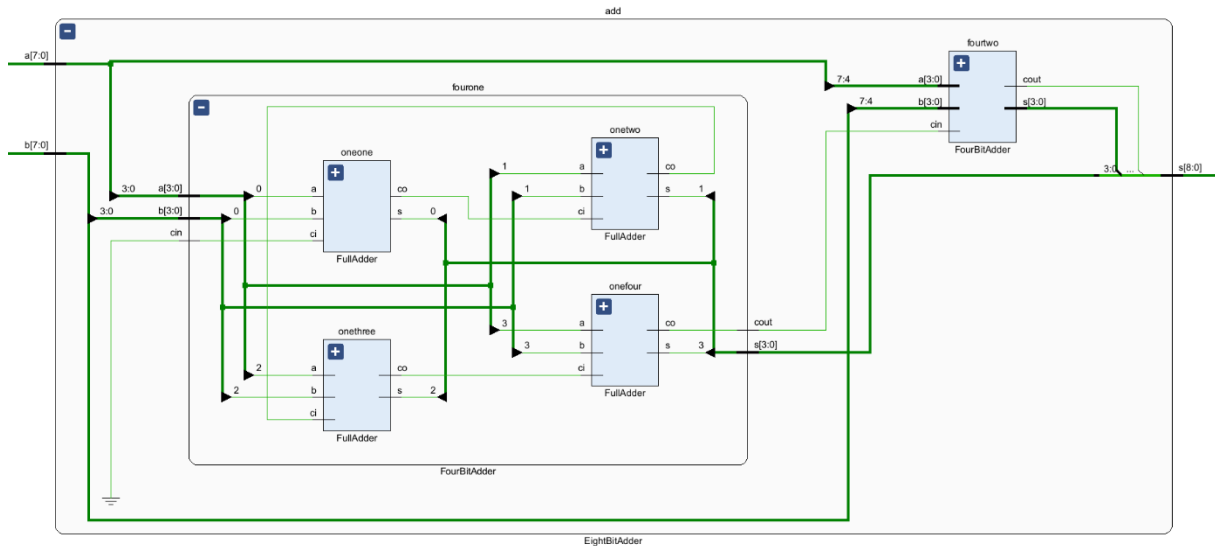 add
a[7:0]
b[7:0]
fourone
3:0
a[3:0]
3:0
b[3:0]
cin
oneone
0
a
co
0
b
s
0
ci
FullAdder
onetwo
1
a
co
1
b
s
1
ci
FullAdder
onethree
2
a
co
2
b
s
2
ci
FullAdder
onefour
3
a
co
3
b
s
3
ci
FullAdder
cout
s[3:0]
FourBitAdder
fourtwo
7:4
a[3:0]
cout
7:4
b[3:0]
s[3:0]
cin
FourBitAdder
3:0
...
s[8:0]
EightBitAdder